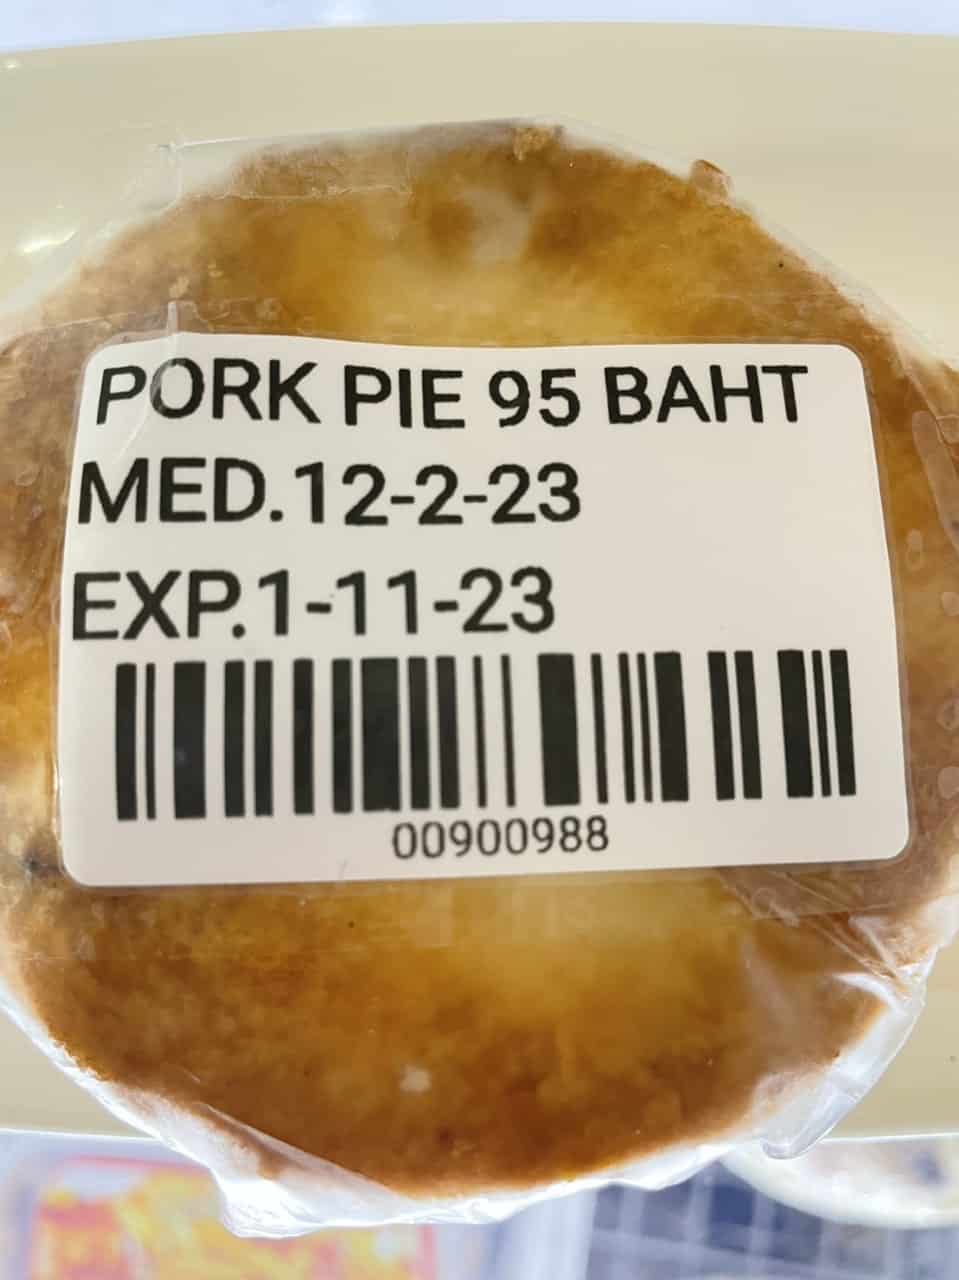 PORK PIE 95 BAHT
MED.12-2-23
EXP.1-11-23
00900988